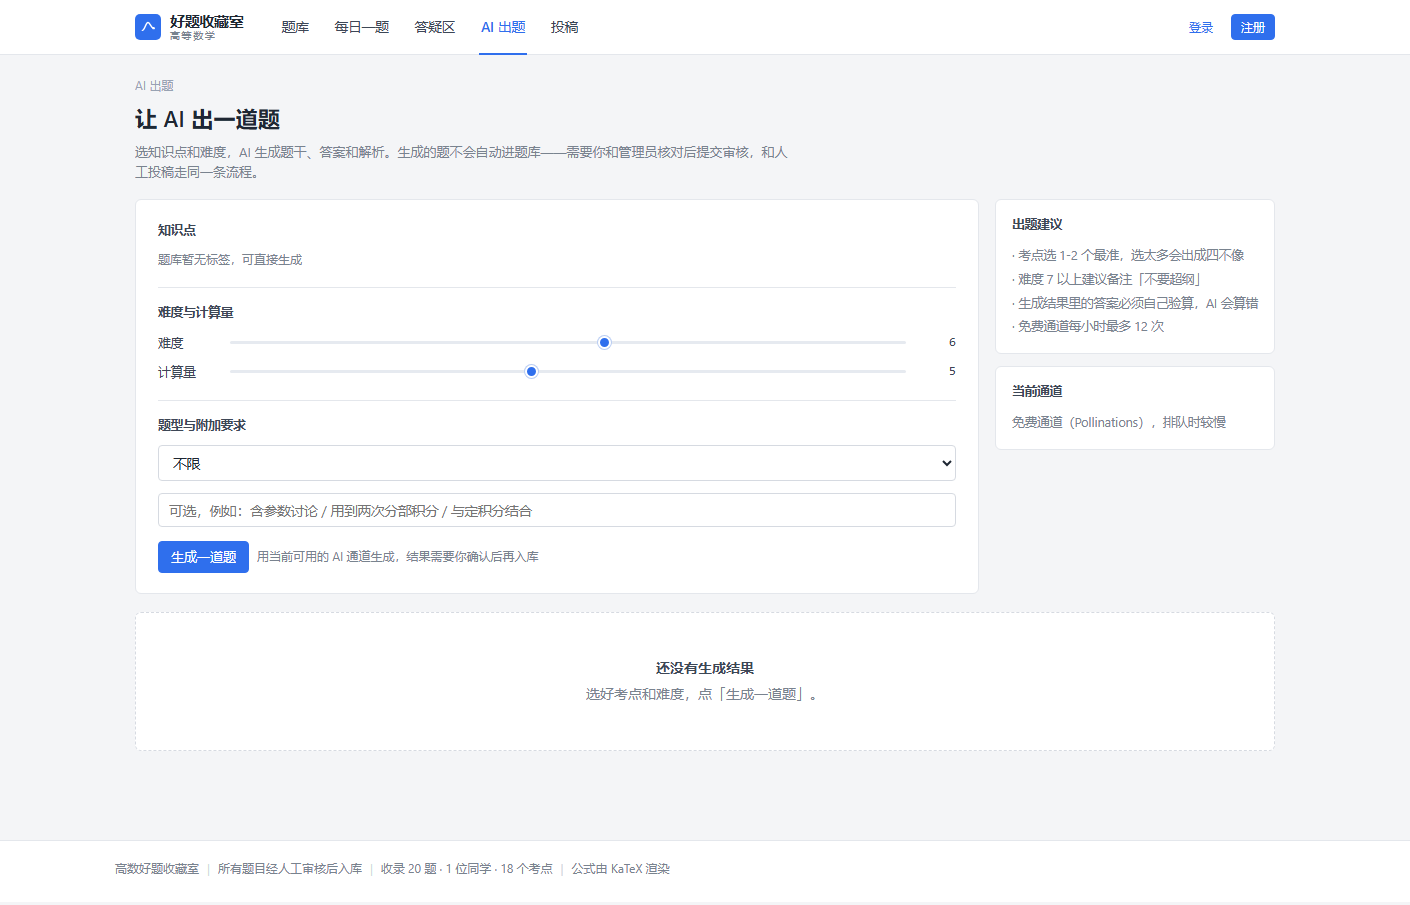 好题收藏室
高等数学
题库
每日一题
答疑区
AI 出题
投稿
登录
注册
AI 出题
让 AI 出一道题
选知识点和难度，AI 生成题干、答案和解析。生成的题不会自动进题库——需要你和管理员核对后提交审核，和人
工投稿走同一条流程。
知识点
题库暂无标签，可直接生成
难度与计算量
难度 6
计算量 5
题型与附加要求
不限
可选，例如：含参数讨论 / 用到两次分部积分 / 与定积分结合
生成一道题 用当前可用的 AI 通道生成，结果需要你确认后再入库
出题建议
· 考点选 1-2 个最准，选太多会出成四不像
· 难度 7 以上建议备注「不要超纲」
· 生成结果里的答案必须自己验算，AI 会算错
· 免费通道每小时最多 12 次
当前通道
免费通道（Pollinations），排队时较慢
还没有生成结果
选好考点和难度，点「生成一道题」。
高数好题收藏室 | 所有题目经人工审核后入库 | 收录 20 题 · 1 位同学 · 18 个考点 | 公式由 KaTeX 渲染